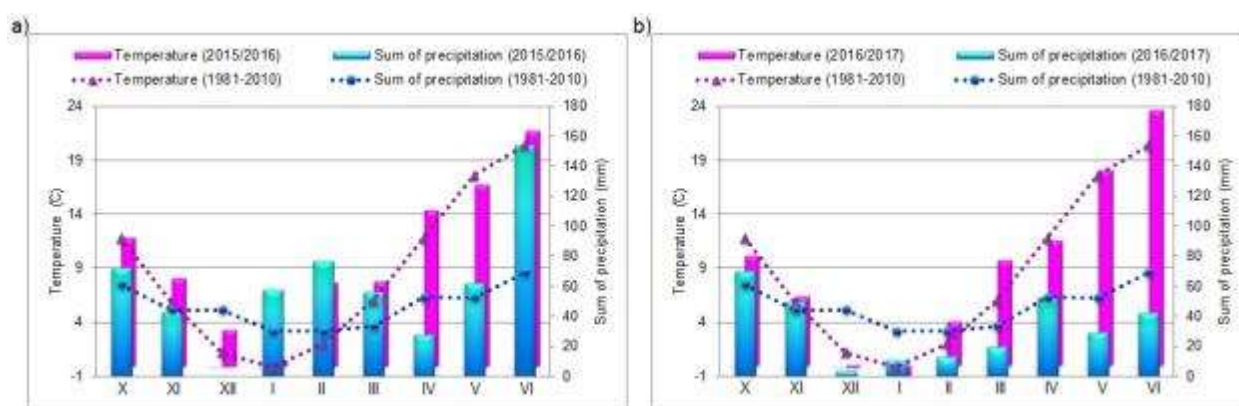 a)
Temperature (2015/2016)
Sum of precipitation (2015/2016)
Temperature (1981-2010)
Sum of precipitation (1981-2010)
24
19
14
9
4
-1
Temperature (℃)
180
160
140
120
100
80
60
40
20
0
Sum of precipitation (mm)
X XI XII I II III IV V VI
b)
Temperature (2016/2017)
Sum of precipitation (2016/2017)
Temperature (1981-2010)
Sum of precipitation (1981-2010)
24
19
14
9
4
-1
Temperature (℃)
180
160
140
120
100
80
60
40
20
0
Sum of precipitation (mm)
X XI XII I II III IV V VI